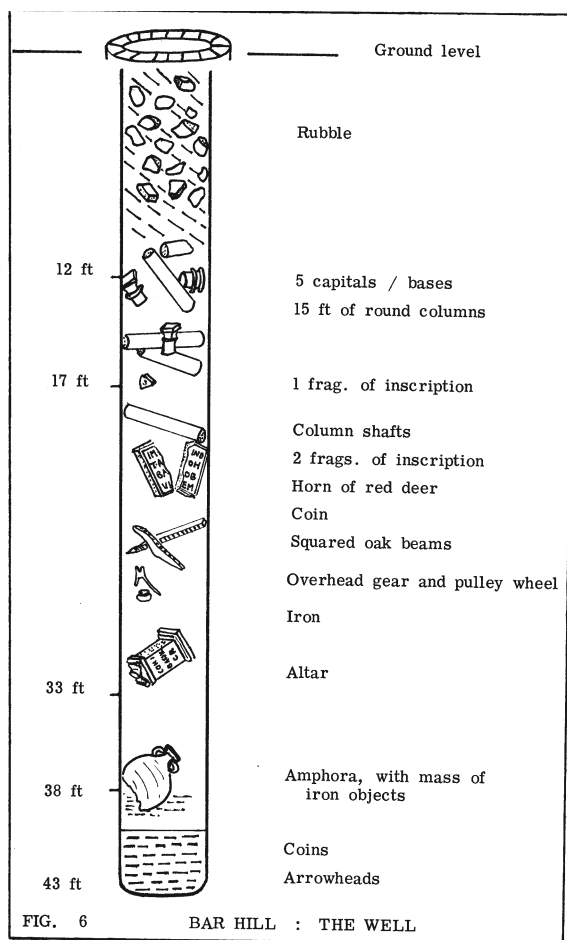 Ground level
Rubble
12 ft
5 capitals / bases
15 ft of round columns
17 ft
1 frag. of inscription
Column shafts
2 frags. of inscription
Horn of red deer
Coin
Squared oak beams
Overhead gear and pulley wheel
Iron
Altar
33 ft
38 ft
Amphora, with mass of
iron objects
Coins
Arrowheads
43 ft
FIG. 6
BAR HILL : THE WELL